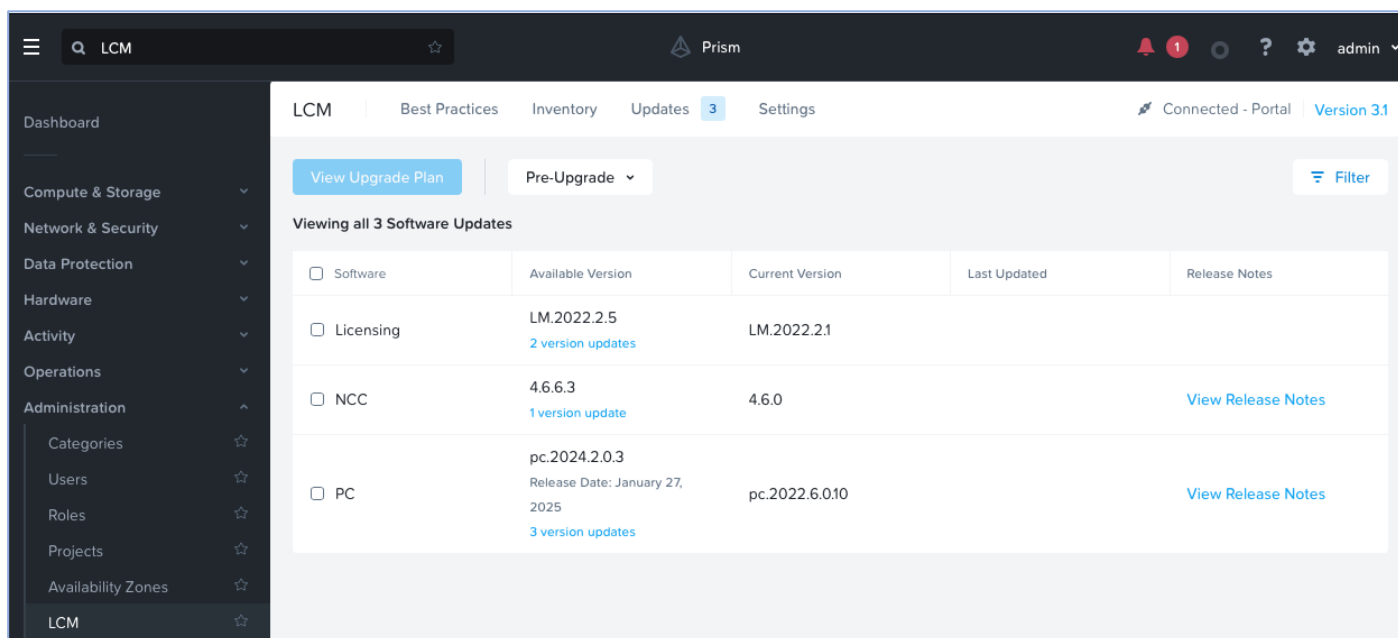 LCM
Prism
1
?
admin
Dashboard
Compute & Storage
Network & Security
Data Protection
Hardware
Activity
Operations
Administration
Categories
Users
Roles
Projects
Availability Zones
LCM
LCM Best Practices Inventory Updates 3 Settings Connected - Portal Version 3.1
View Upgrade Plan Pre-Upgrade Filter
Viewing all 3 Software Updates
Software Available Version Current Version Last Updated Release Notes
Licensing LM.2022.2.5 LM.2022.2.1
2 version updates
NCC 4.6.6.3 4.6.0 View Release Notes
1 version update
PC pc.2024.2.0.3 pc.2022.6.0.10 View Release Notes
Release Date: January 27,
2025
3 version updates